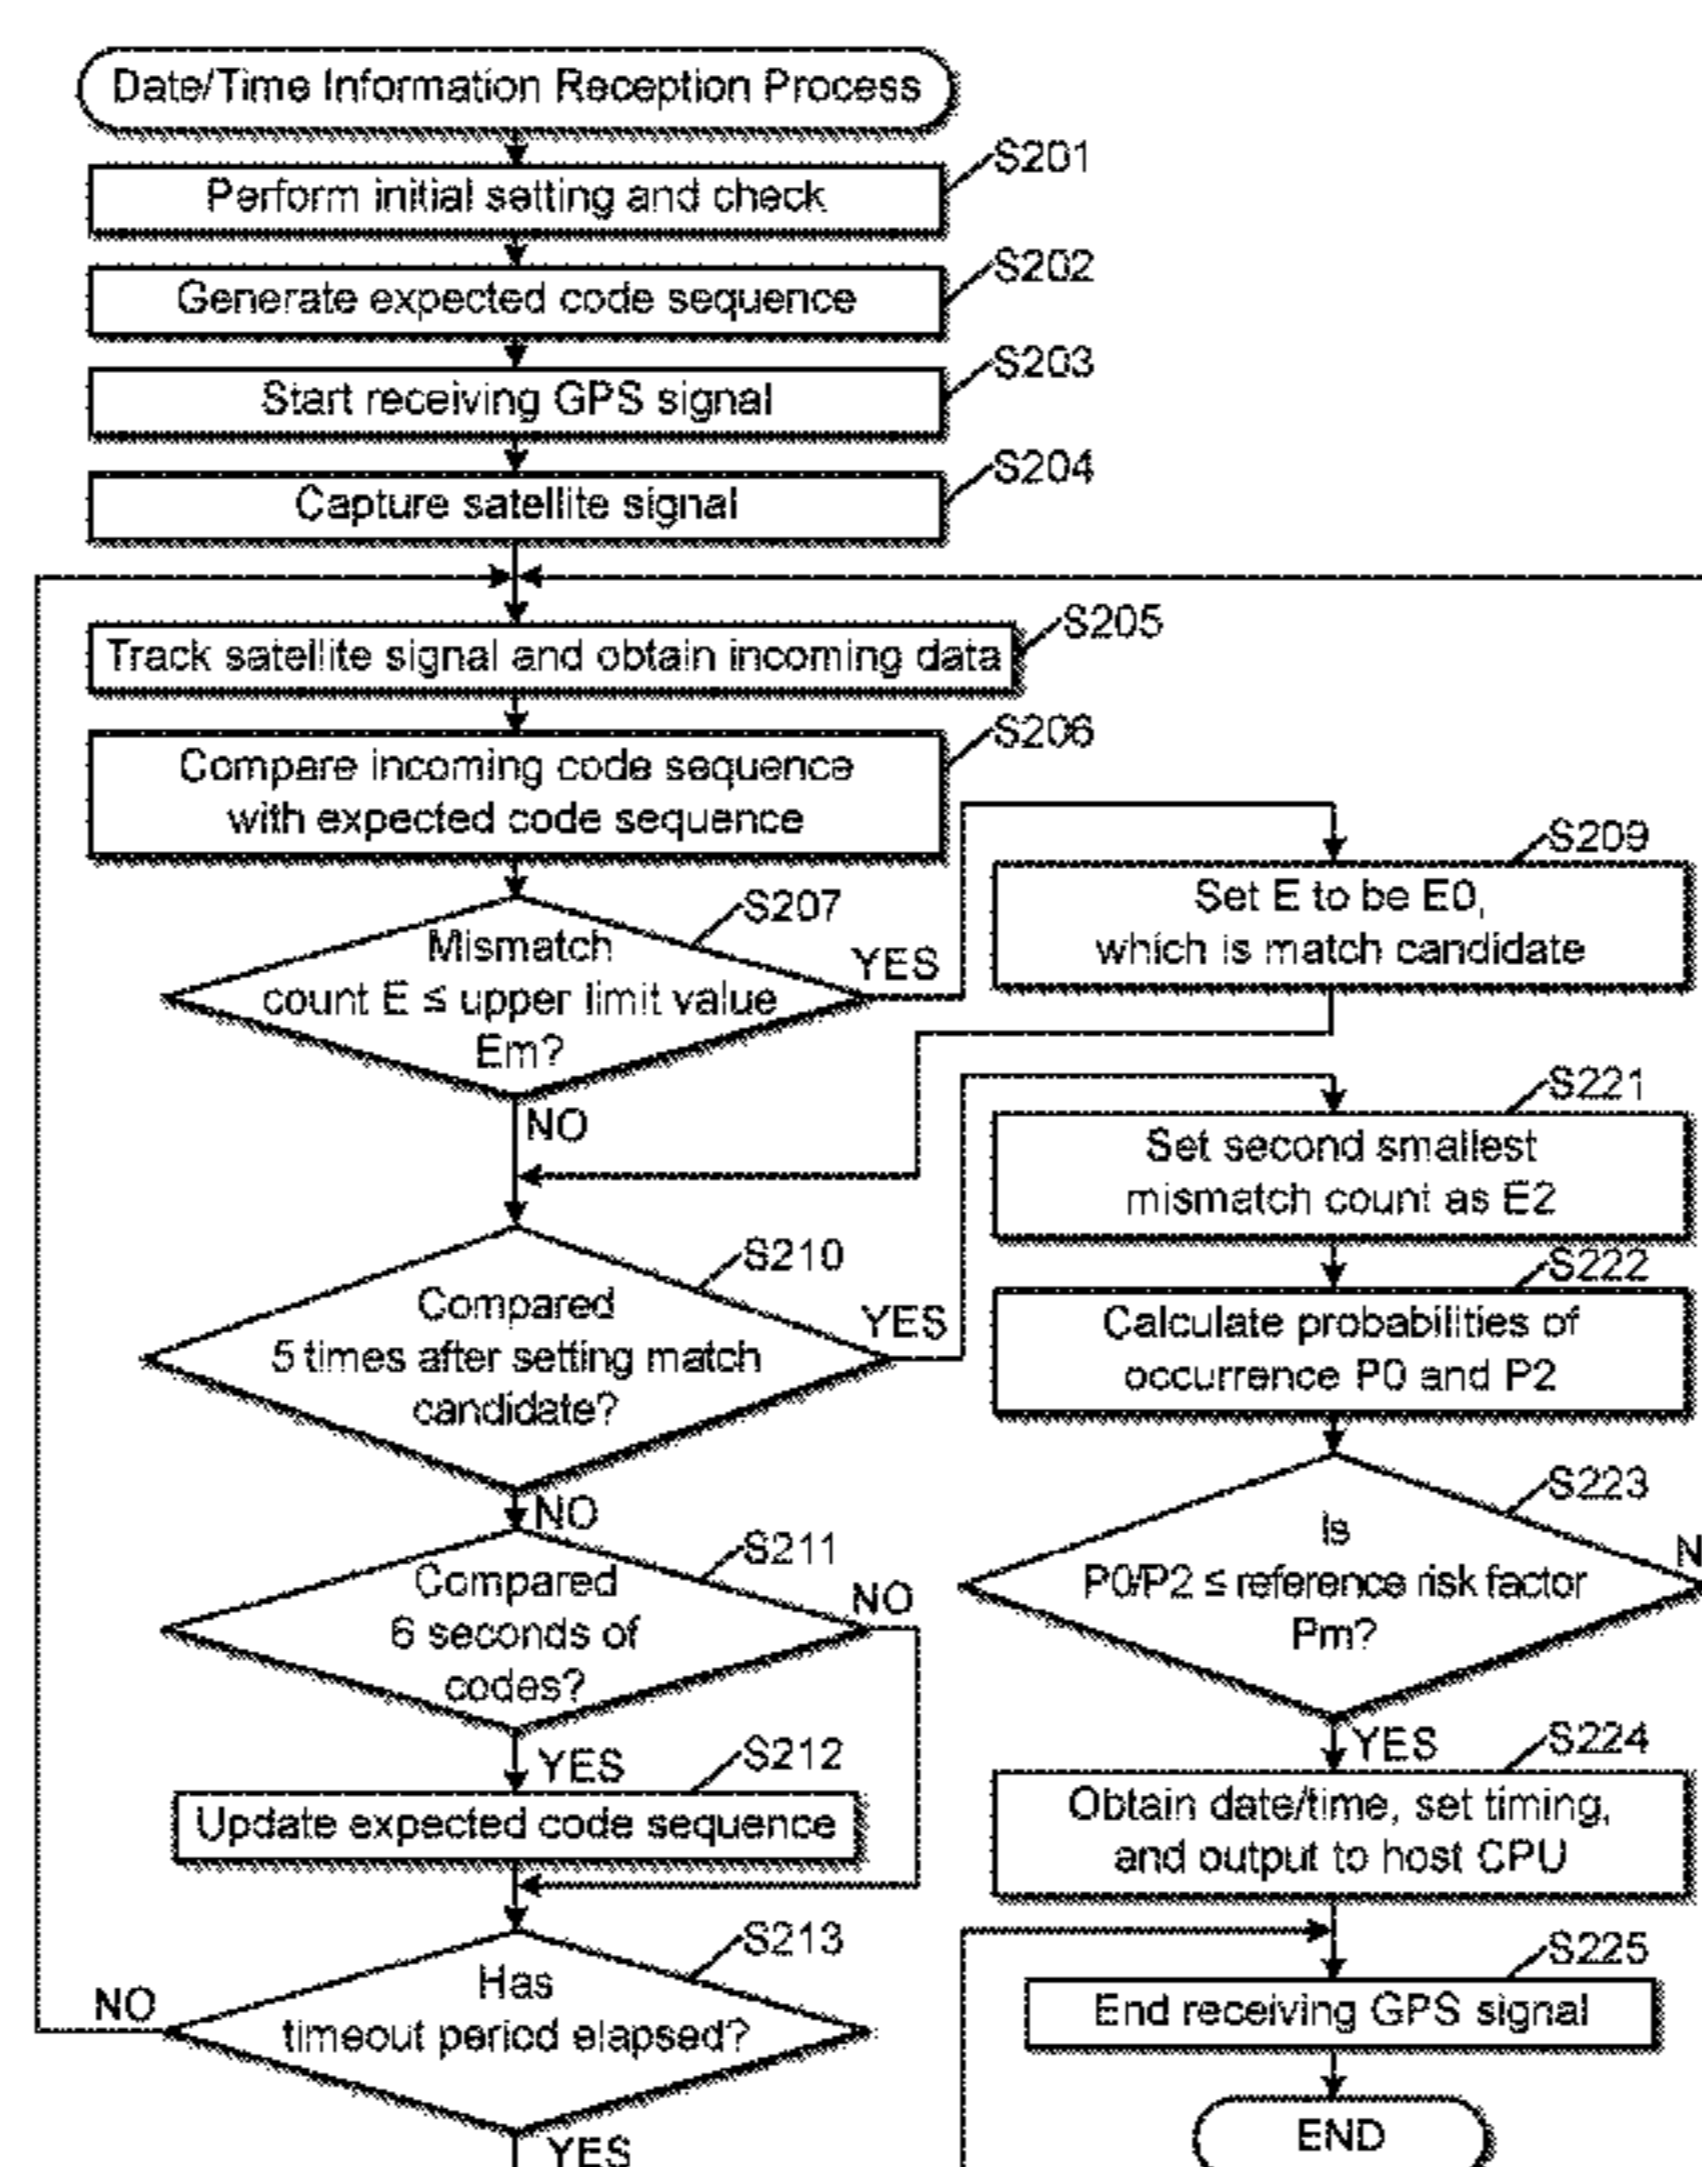 Date/Time Information Reception Process
S201
Perform initial setting and check
S202
Generate expected code sequence
S203
Start receiving GPS signal
S204
Capture satellite signal
S205
Track satellite signal and obtain incoming data
S206
Compare incoming code sequence
with expected code sequence
S207
Mismatch
count E ≤ upper limit value
Em?
YES
NO
S209
Set E to be E0,
which is match candidate
S210
Compared
5 times after setting match
candidate?
YES
NO
S211
Compared
6 seconds of
codes?
NO
YES
S212
Update expected code sequence
S213
Has
timeout period elapsed?
NO
YES
S221
Set second smallest
mismatch count as E2
S222
Calculate probabilities of
occurrence P0 and P2
S223
Is
P0/P2 ≤ reference risk factor
Pm?
N
YES
S224
Obtain date/time, set timing,
and output to host CPU
S225
End receiving GPS signal
END